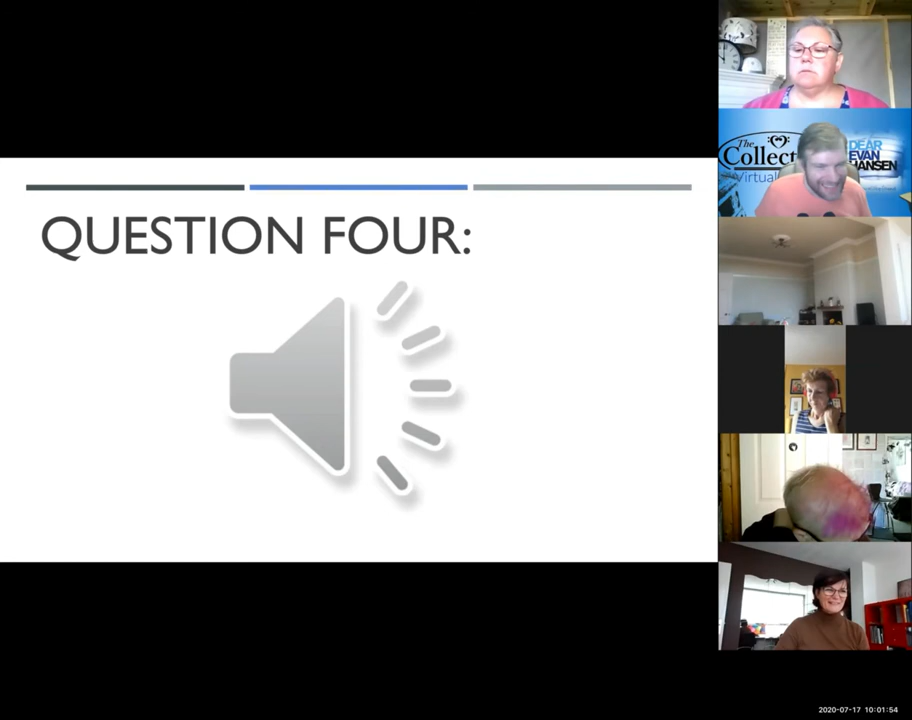 QUESTION FOUR:
The
Collect
Virtual
DEAR
EVAN
HANSEN
2020-07-17 10:01:54